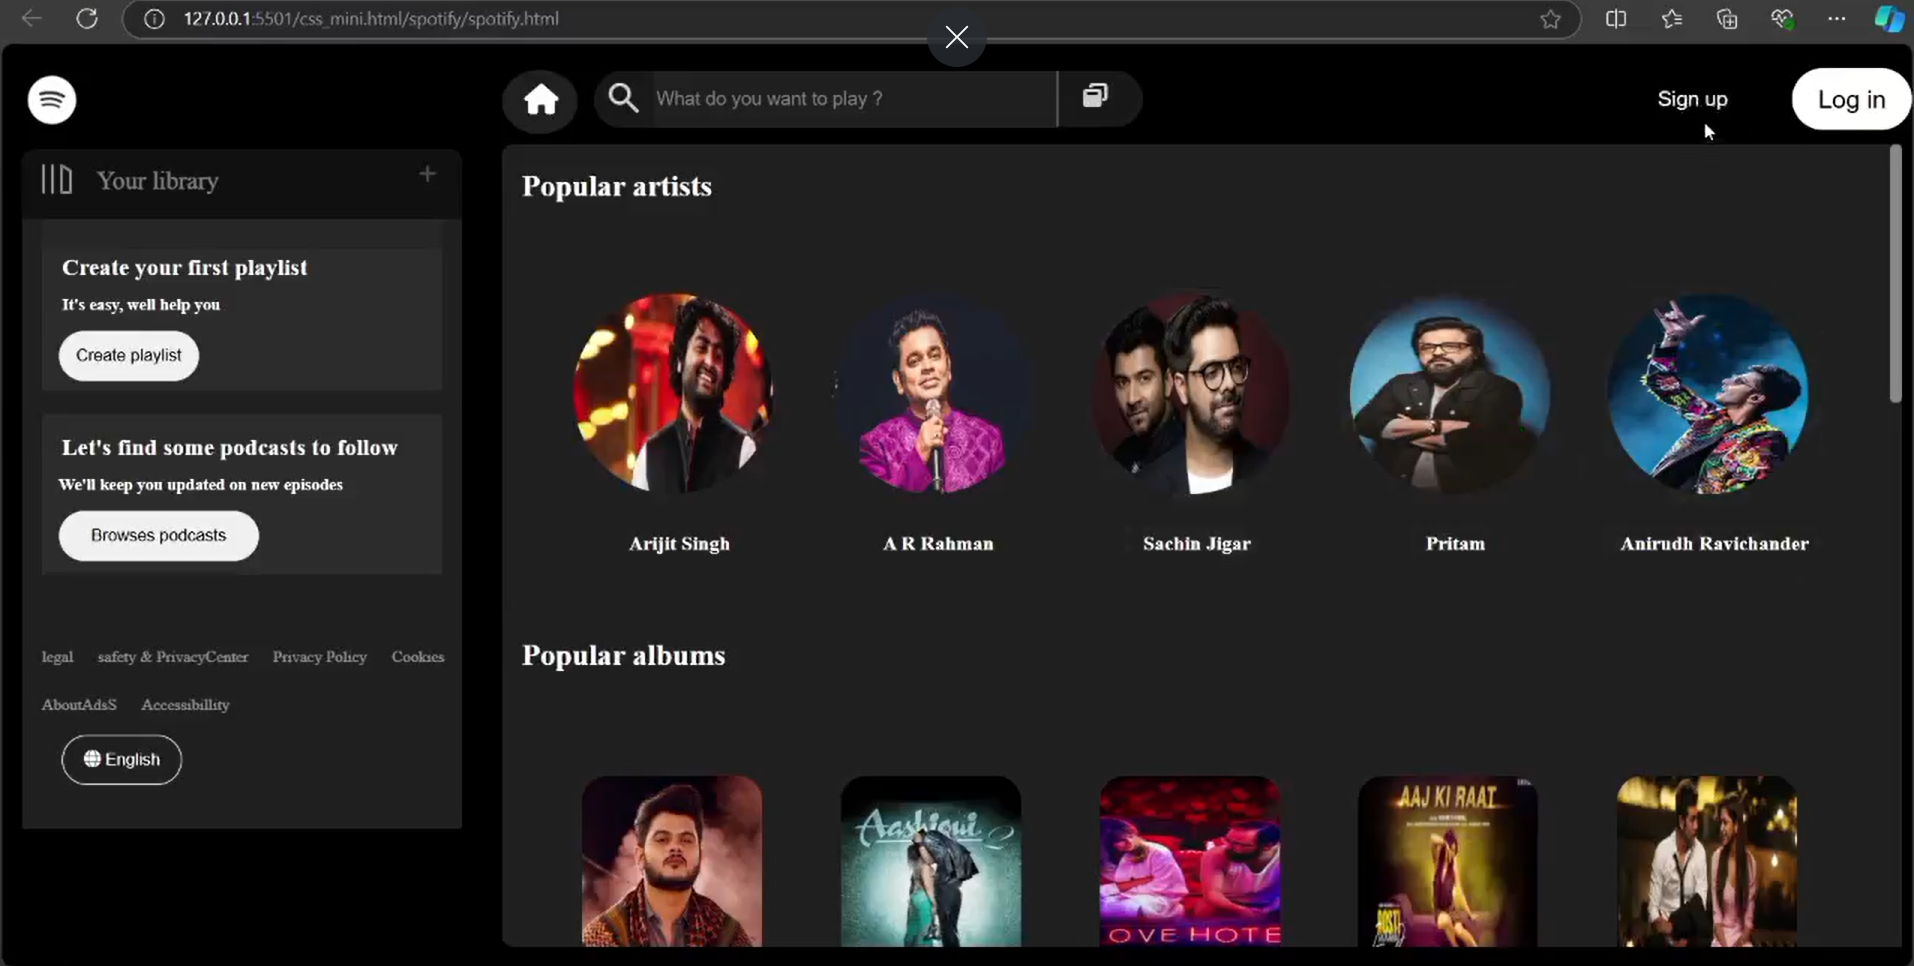 127.0.0.1:5501/css_mini.html/spotify/spotify.html
What do you want to play ?
Sign up
Log in
Your library
+
Create your first playlist
It's easy, well help you
Create playlist
Let's find some podcasts to follow
We'll keep you updated on new episodes
Browses podcasts
legal safety & PrivacyCenter Privacy Policy Cookies
AboutAdsS Accessibillity
English
Popular artists
Arijit Singh
A R Rahman
Sachin Jigar
Pritam
Anirudh Ravichander
Popular albums
Aashiqui 2
OVE HOTE
AAJ KI RAAT